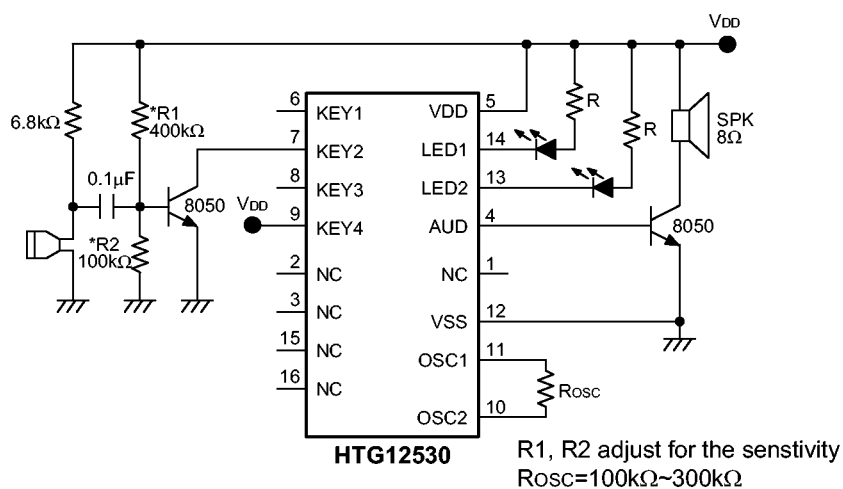 VDD
6.8kΩ
*R1
400kΩ
0.1μF
8050
*R2
100kΩ
VDD
6
KEY1
7
KEY2
8
KEY3
9
KEY4
2
NC
3
NC
15
NC
16
NC
VDD
5
LED1
14
LED2
13
AUD
4
NC
1
VSS
12
OSC1
11
OSC2
10
R
R
SPK
8Ω
8050
ROSC
HTG12530
R1, R2 adjust for the senstivity
ROSC=100kΩ~300kΩ